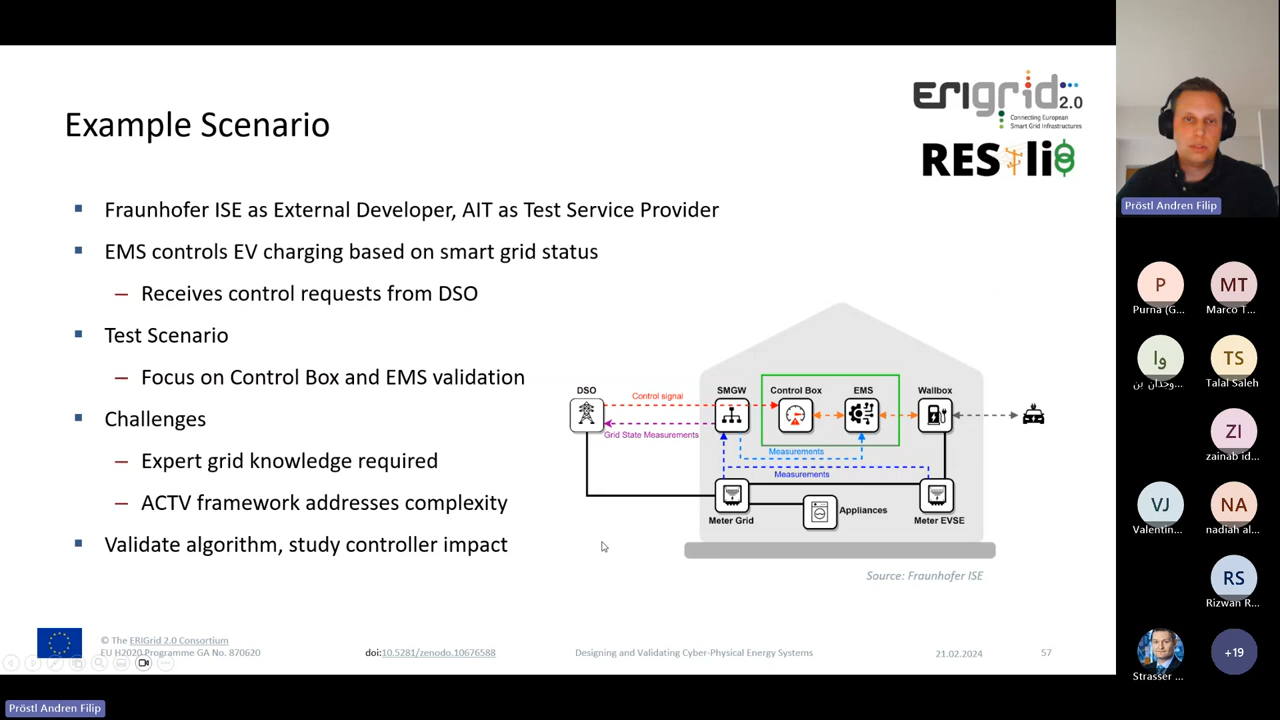 ERIgrid 2.0
Connecting European
Smart Grid Infrastructures
RESili8
Example Scenario
Fraunhofer ISE as External Developer, AIT as Test Service Provider
EMS controls EV charging based on smart grid status
– Receives control requests from DSO
Test Scenario
– Focus on Control Box and EMS validation
Challenges
– Expert grid knowledge required
– ACTV framework addresses complexity
Validate algorithm, study controller impact
DSO
Control signal
Grid State Measurements
SMGW
Control Box
EMS
Wallbox
Measurements
Measurements
Meter Grid
Appliances
Meter EVSE
Source: Fraunhofer ISE
© The ERIGrid 2.0 Consortium
EU H2020 Programme GA No. 870620
doi:10.5281/zenodo.10676588
Designing and Validating Cyber-Physical Energy Systems
21.02.2024
57
Pröstl Andren Filip
Pröstl Andren Filip
P
Purna (G...
MT
Marco T...
وا
وجدان بن...
TS
Talal Saleh
ZI
zainab id...
VJ
Valentin...
NA
nadiah al...
RS
Rizwan R...
Strasser ...
+19